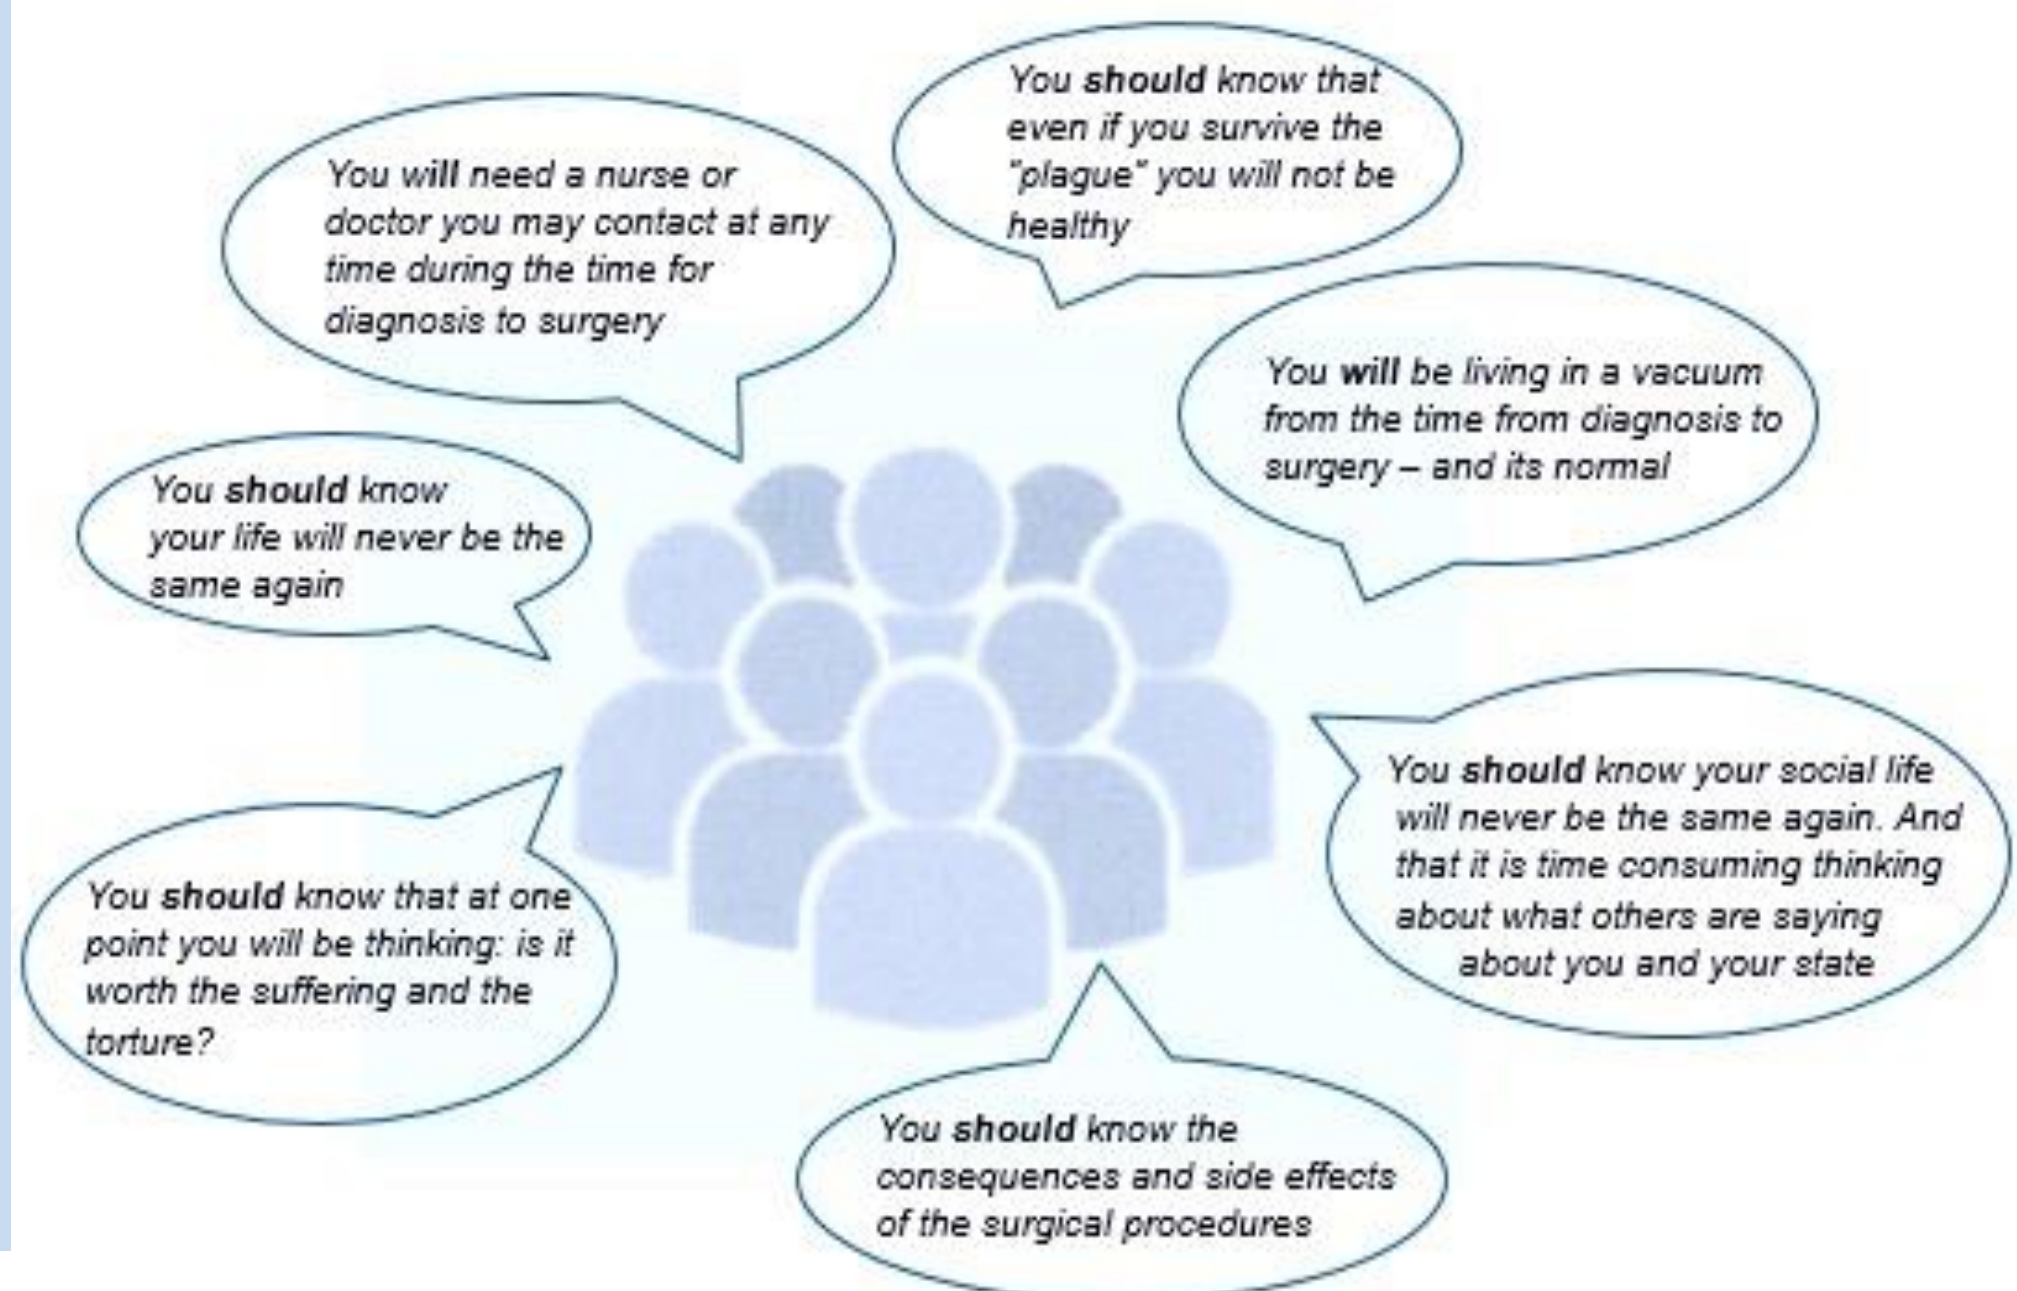 You should know that
even if you survive the
"plague" you will not be
healthy
You will need a nurse or
doctor you may contact at any
time during the time for
diagnosis to surgery
You will be living in a vacuum
from the time from diagnosis to
surgery – and its normal
You should know
your life will never be the
same again
You should know your social life
will never be the same again. And
that it is time consuming thinking
about what others are saying
about you and your state
You should know that at one
point you will be thinking: is it
worth the suffering and the
torture?
You should know the
consequences and side effects
of the surgical procedures